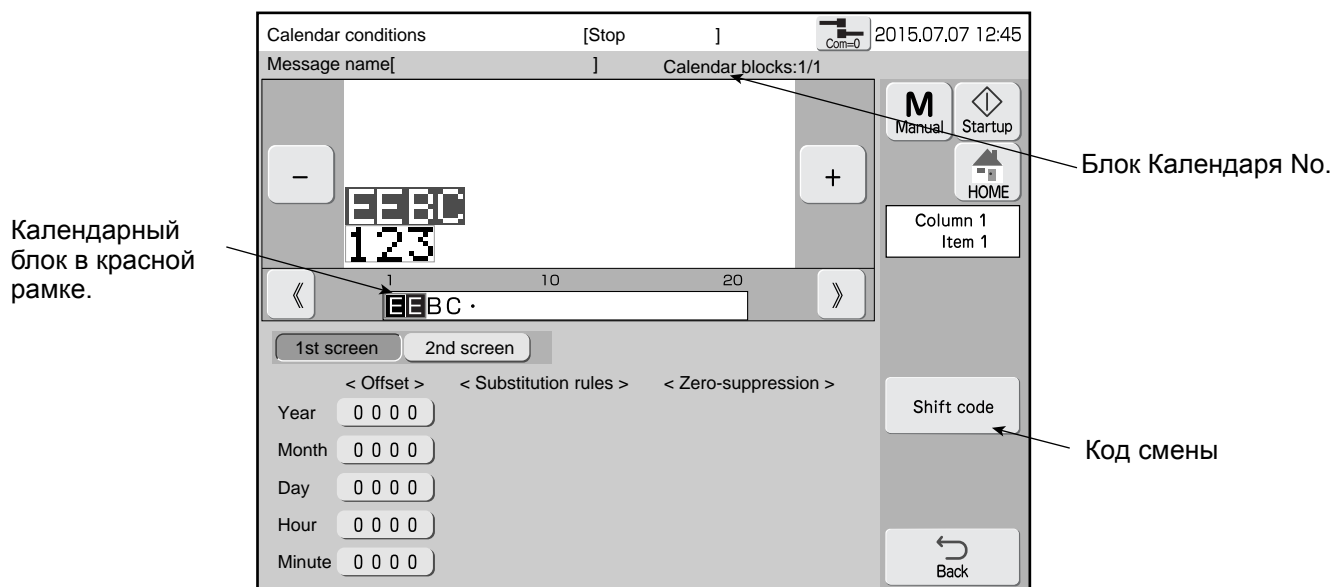 Calendar conditions [Stop ] Com=0 2015.07.07 12:45
Message name[ ] Calendar blocks:1/1
M
Manual
Startup
HOME
Блок Календаря No.
− +
EEBC
123
Column 1
Item 1
Календарный
блок в красной
рамке.
1 10 20
《 》
EEBC·
1st screen 2nd screen
< Offset > < Substitution rules > < Zero-suppression >
Year 0 0 0 0
Month 0 0 0 0
Day 0 0 0 0
Hour 0 0 0 0
Minute 0 0 0 0
Shift code
Код смены
Back